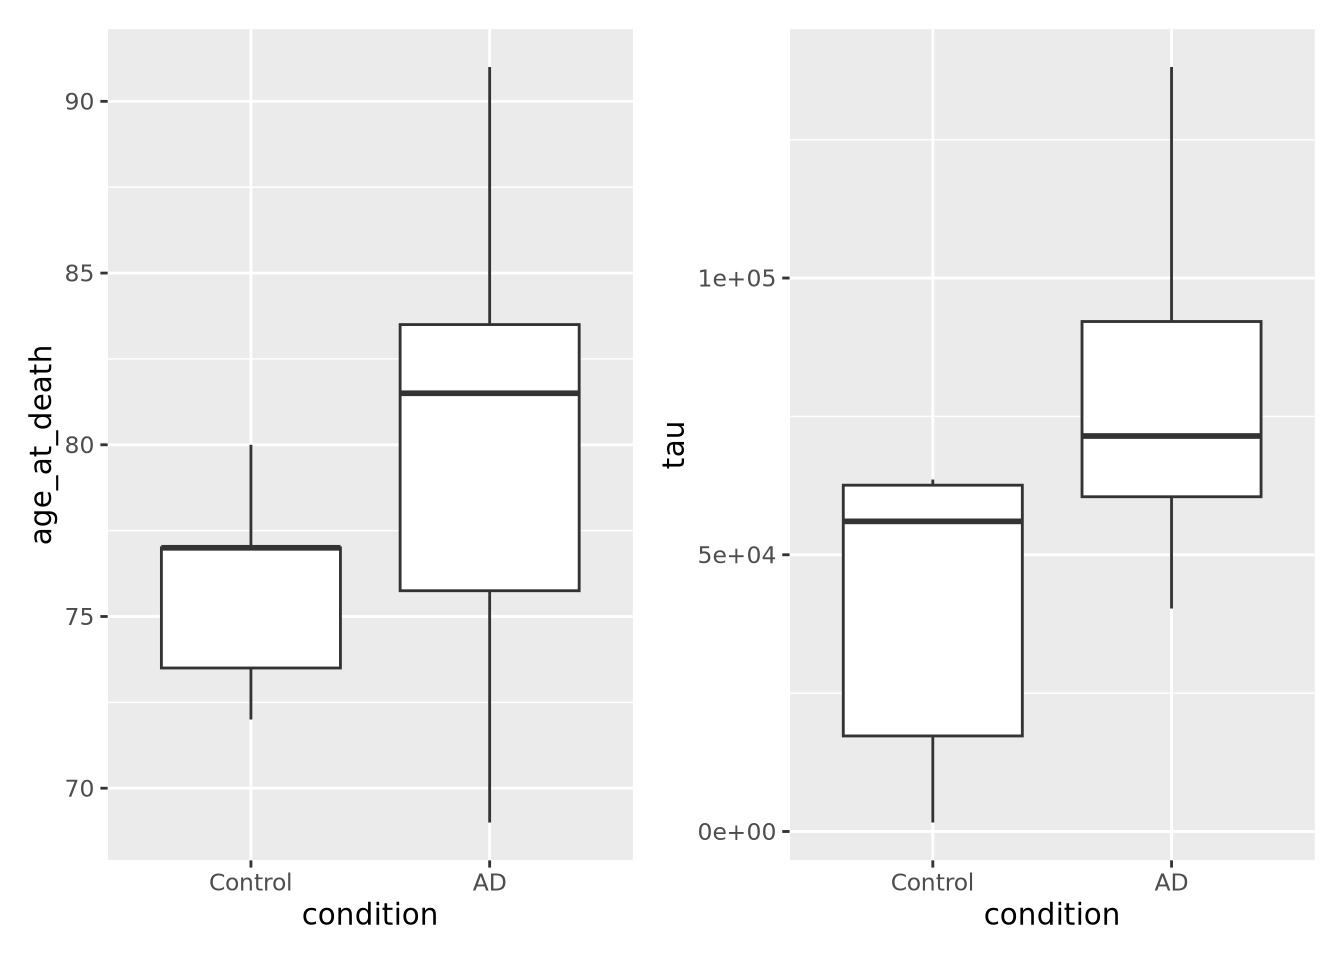 age_at_death
90
85
80
75
70
Control AD
condition
tau
1e+05
5e+04
0e+00
Control AD
condition